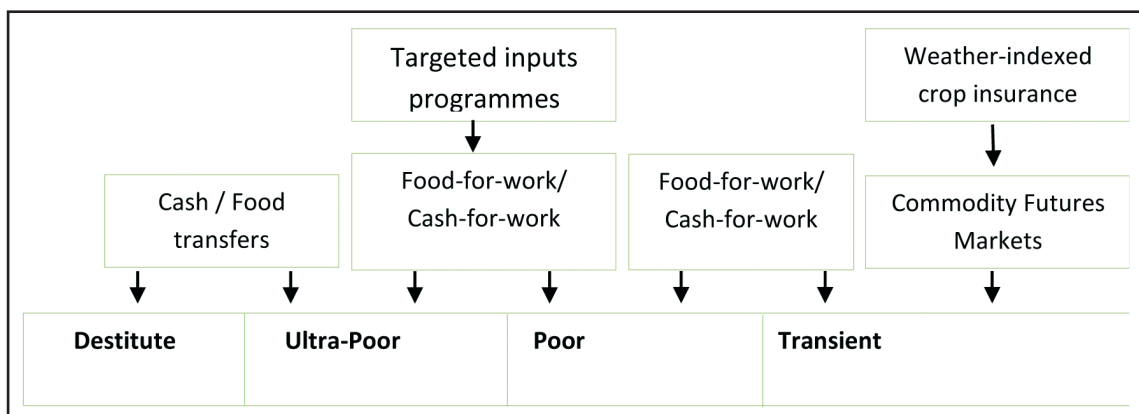 Targeted inputs
programmes
Weather-indexed
crop insurance
Cash / Food
transfers
Food-for-work/
Cash-for-work
Food-for-work/
Cash-for-work
Commodity Futures
Markets
Destitute
Ultra-Poor
Poor
Transient